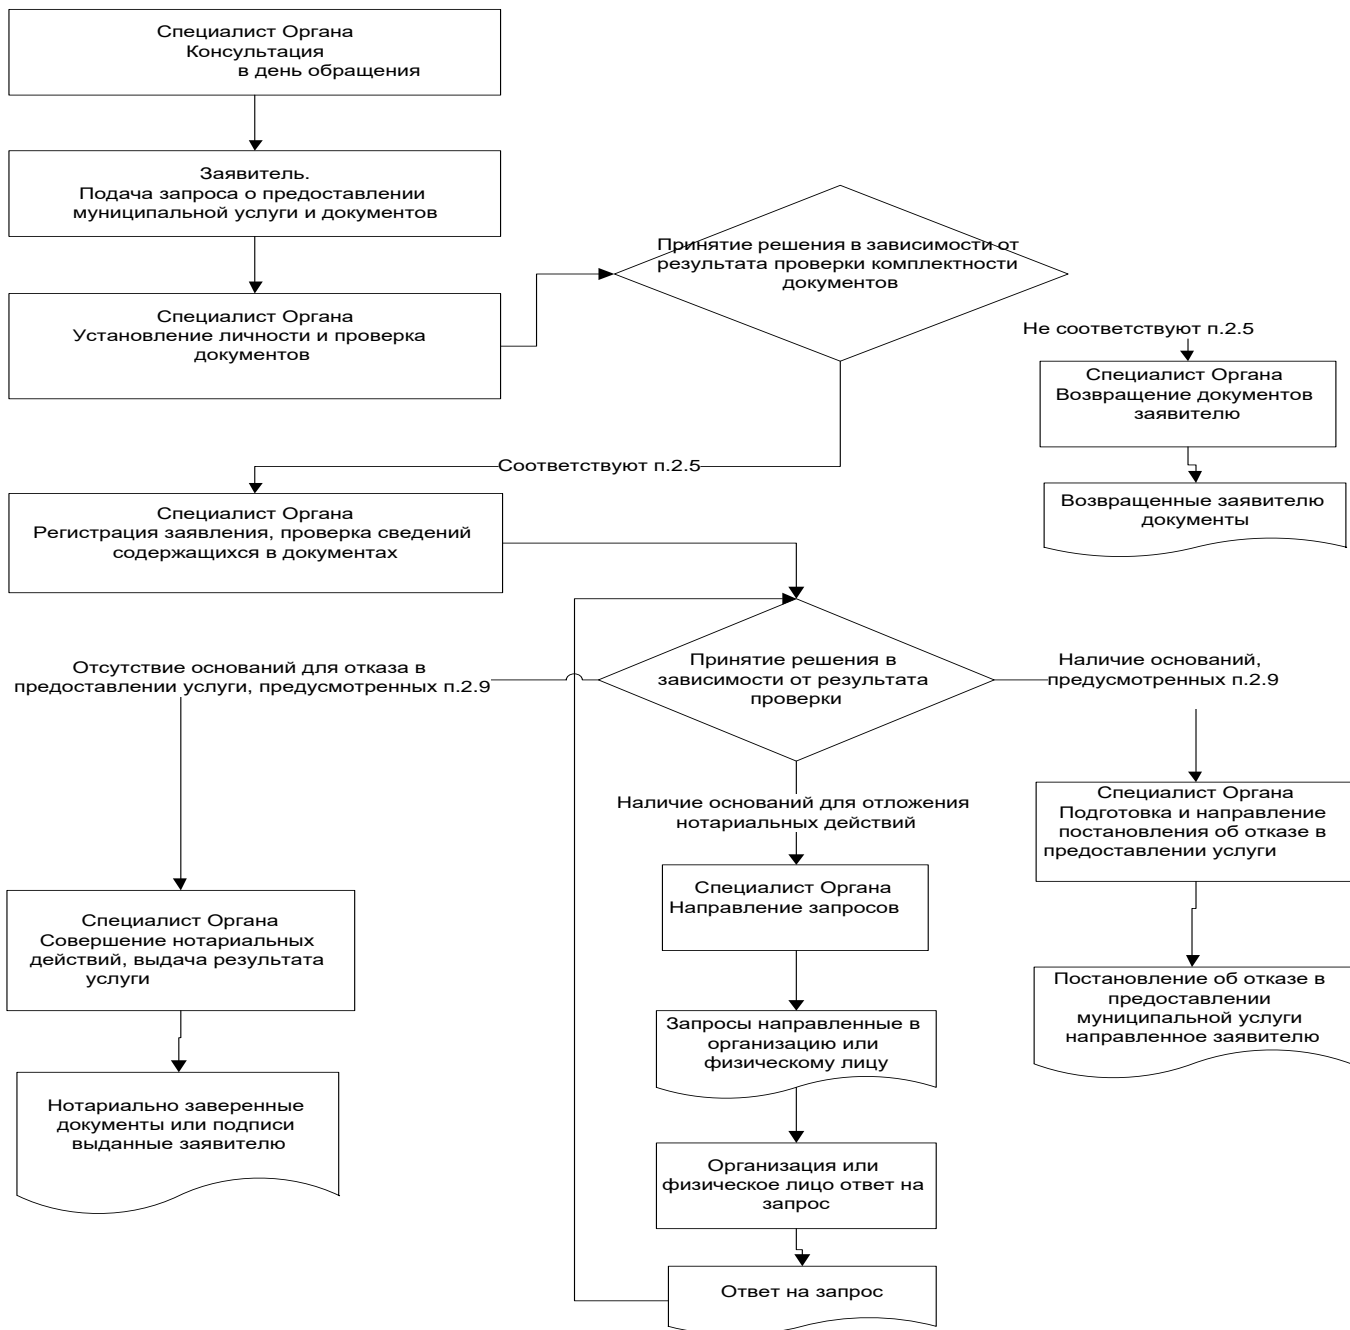 Специалист Органа
Консультация
в день обращения
Заявитель.
Подача запроса о предоставлении
муниципальной услуги и документов
Специалист Органа
Установление личности и проверка
документов
Принятие решения в зависимости от
результата проверки комплектности
документов
Не соответствуют п.2.5
Специалист Органа
Возвращение документов
заявителю
Возвращенные заявителю
документы
Соответствуют п.2.5
Специалист Органа
Регистрация заявления, проверка сведений
содержащихся в документах
Принятие решения в
зависимости от результата
проверки
Отсутствие оснований для отказа в
предоставлении услуги, предусмотренных п.2.9
Наличие оснований,
предусмотренных п.2.9
Наличие оснований для отложения
нотариальных действий
Специалист Органа
Совершение нотариальных
действий, выдача результата
услуги
Нотариально заверенные
документы или подписи
выданные заявителю
Специалист Органа
Направление запросов
Запросы направленные в
организацию или
физическому лицу
Организация или
физическое лицо ответ на
запрос
Ответ на запрос
Специалист Органа
Подготовка и направление
постановления об отказе в
предоставлении услуги
Постановление об отказе в
предоставлении
муниципальной услуги
направленное заявителю